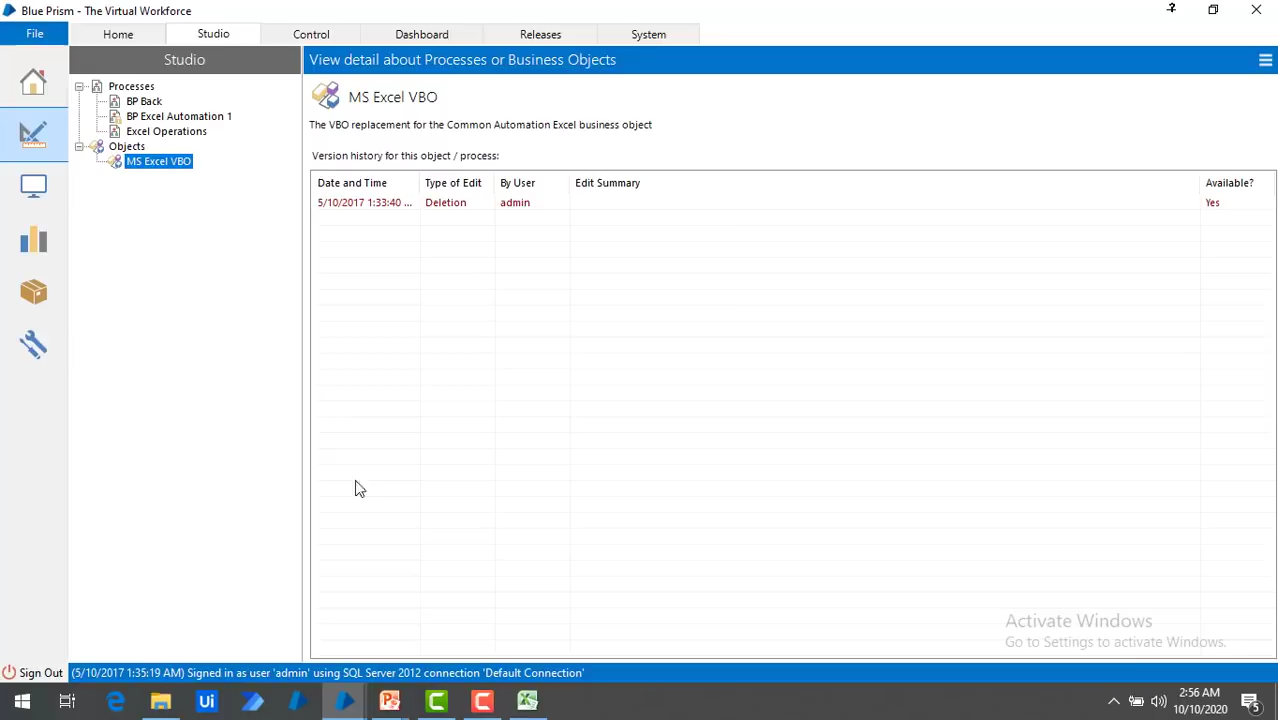 Blue Prism - The Virtual Workforce
File
Home
Studio
Control
Dashboard
Releases
System
Studio
View detail about Processes or Business Objects
Processes
BP Back
BP Excel Automation 1
Excel Operations
Objects
MS Excel VBO
MS Excel VBO
The VBO replacement for the Common Automation Excel business object
Version history for this object / process:
Date and Time Type of Edit By User Edit Summary Available?
5/10/2017 1:33:40 ... Deletion admin Yes
Activate Windows
Go to Settings to activate Windows.
Sign Out
(5/10/2017 1:35:19 AM) Signed in as user 'admin' using SQL Server 2012 connection 'Default Connection'
Ui
2:56 AM
10/10/2020
5